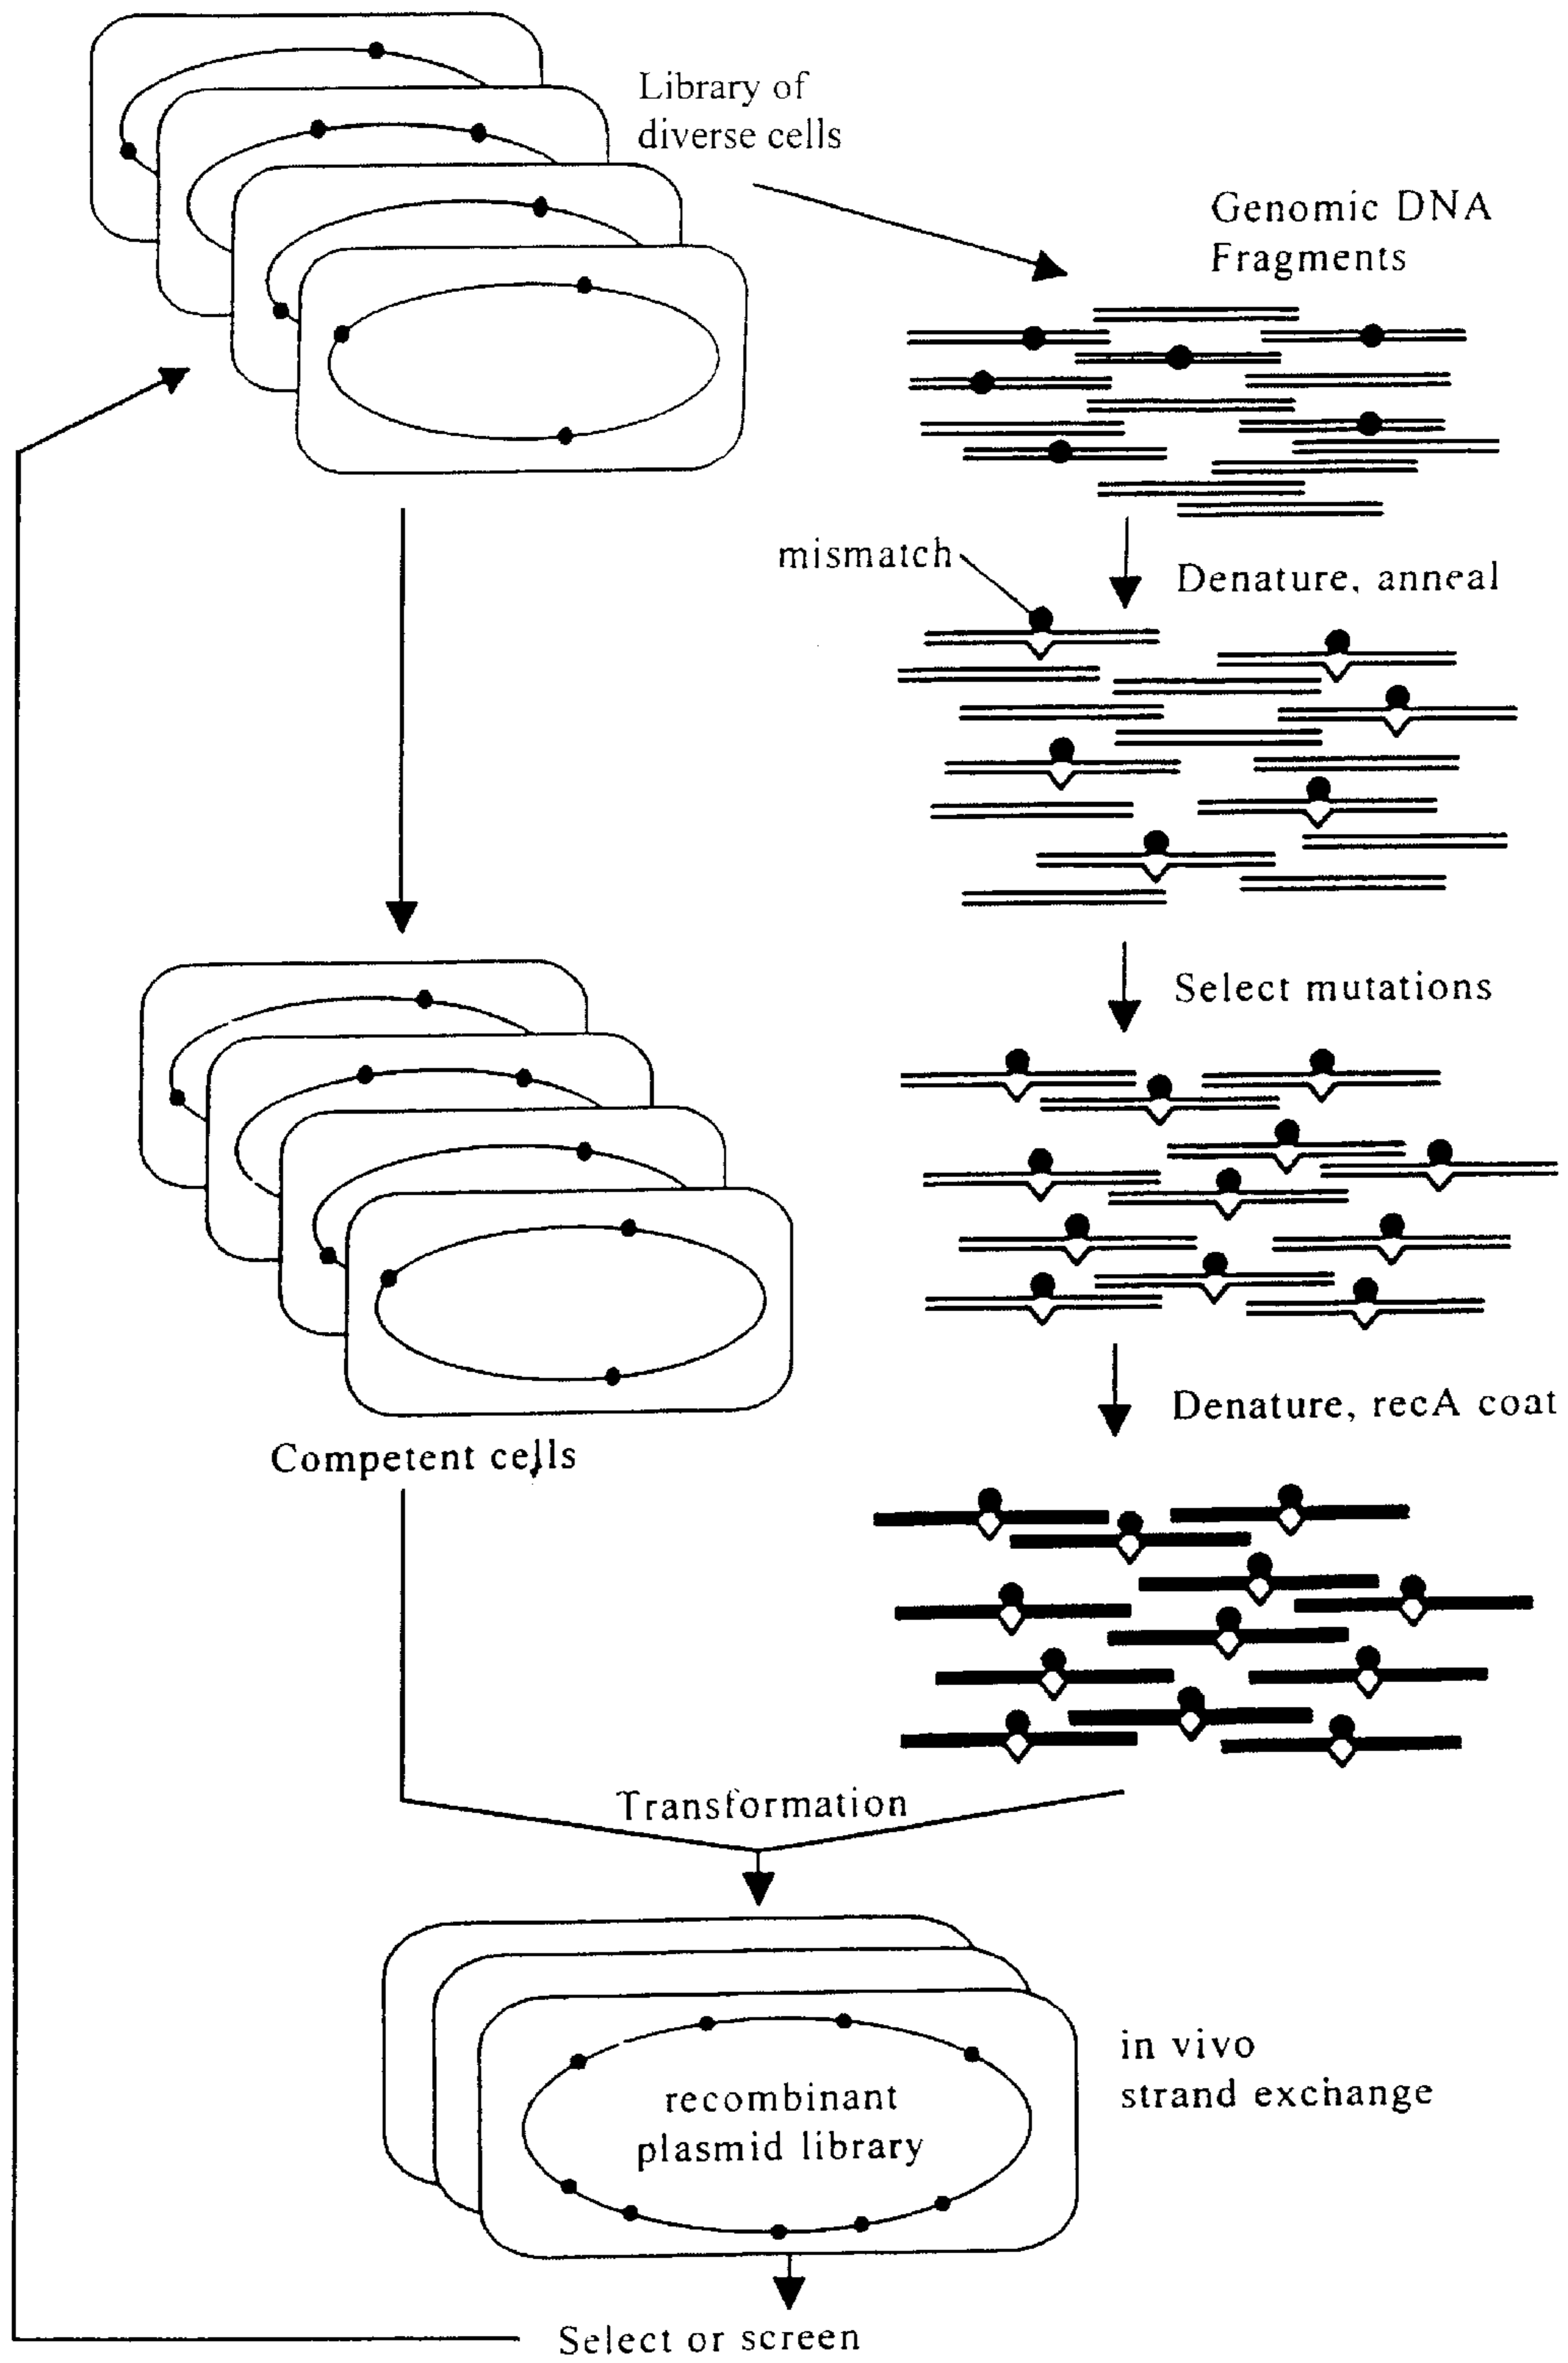 Library of
diverse cells
Genomic DNA
Fragments
mismatch
Denature, anneal
Select mutations
Competent cells
Denature, recA coat
Transformation
in vivo
strand exchange
recombinant
plasmid library
Select or screen